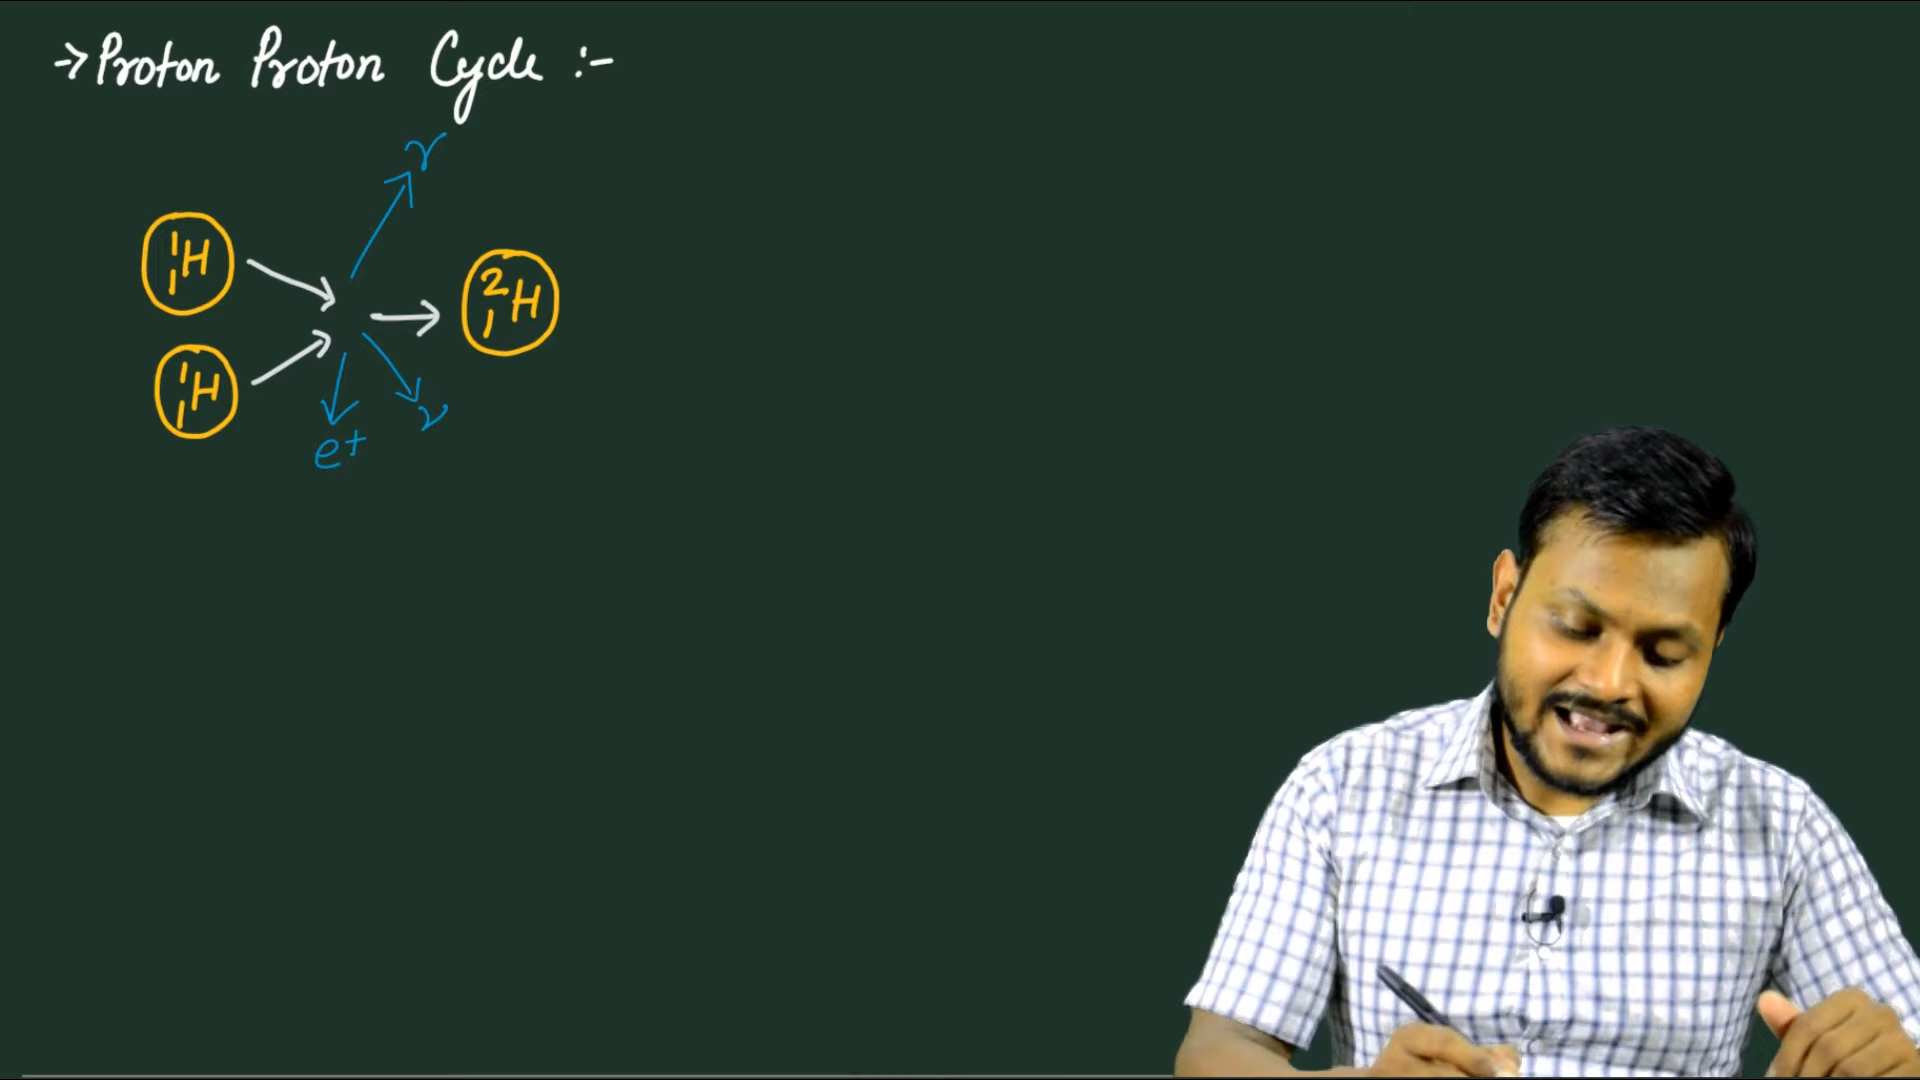 → Proton Proton Cycle :-
γ
¹₁H
²₁H
¹₁H
ν
e+